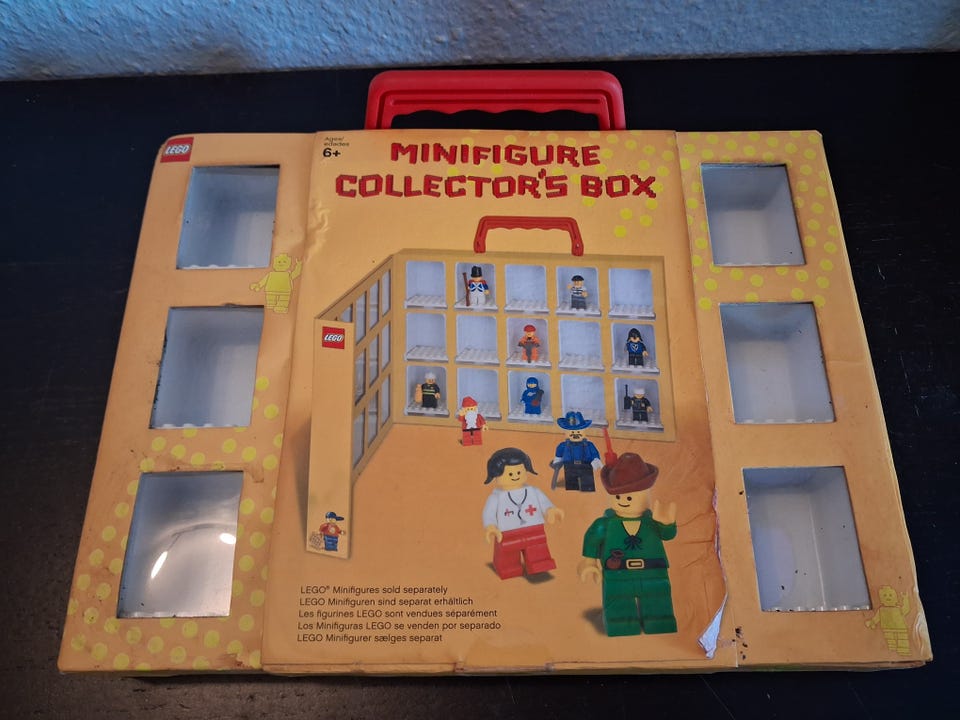 LEGO
Ages/
edades
6+
MINIFIGURE
COLLECTOR'S BOX
LEGO
LEGO® Minifigures sold separately
LEGO Minifiguren sind separat erhältlich
Les figurines LEGO sont vendues séparément
Los Minifiguras LEGO se venden por separado
LEGO Minifigurer sælges separat